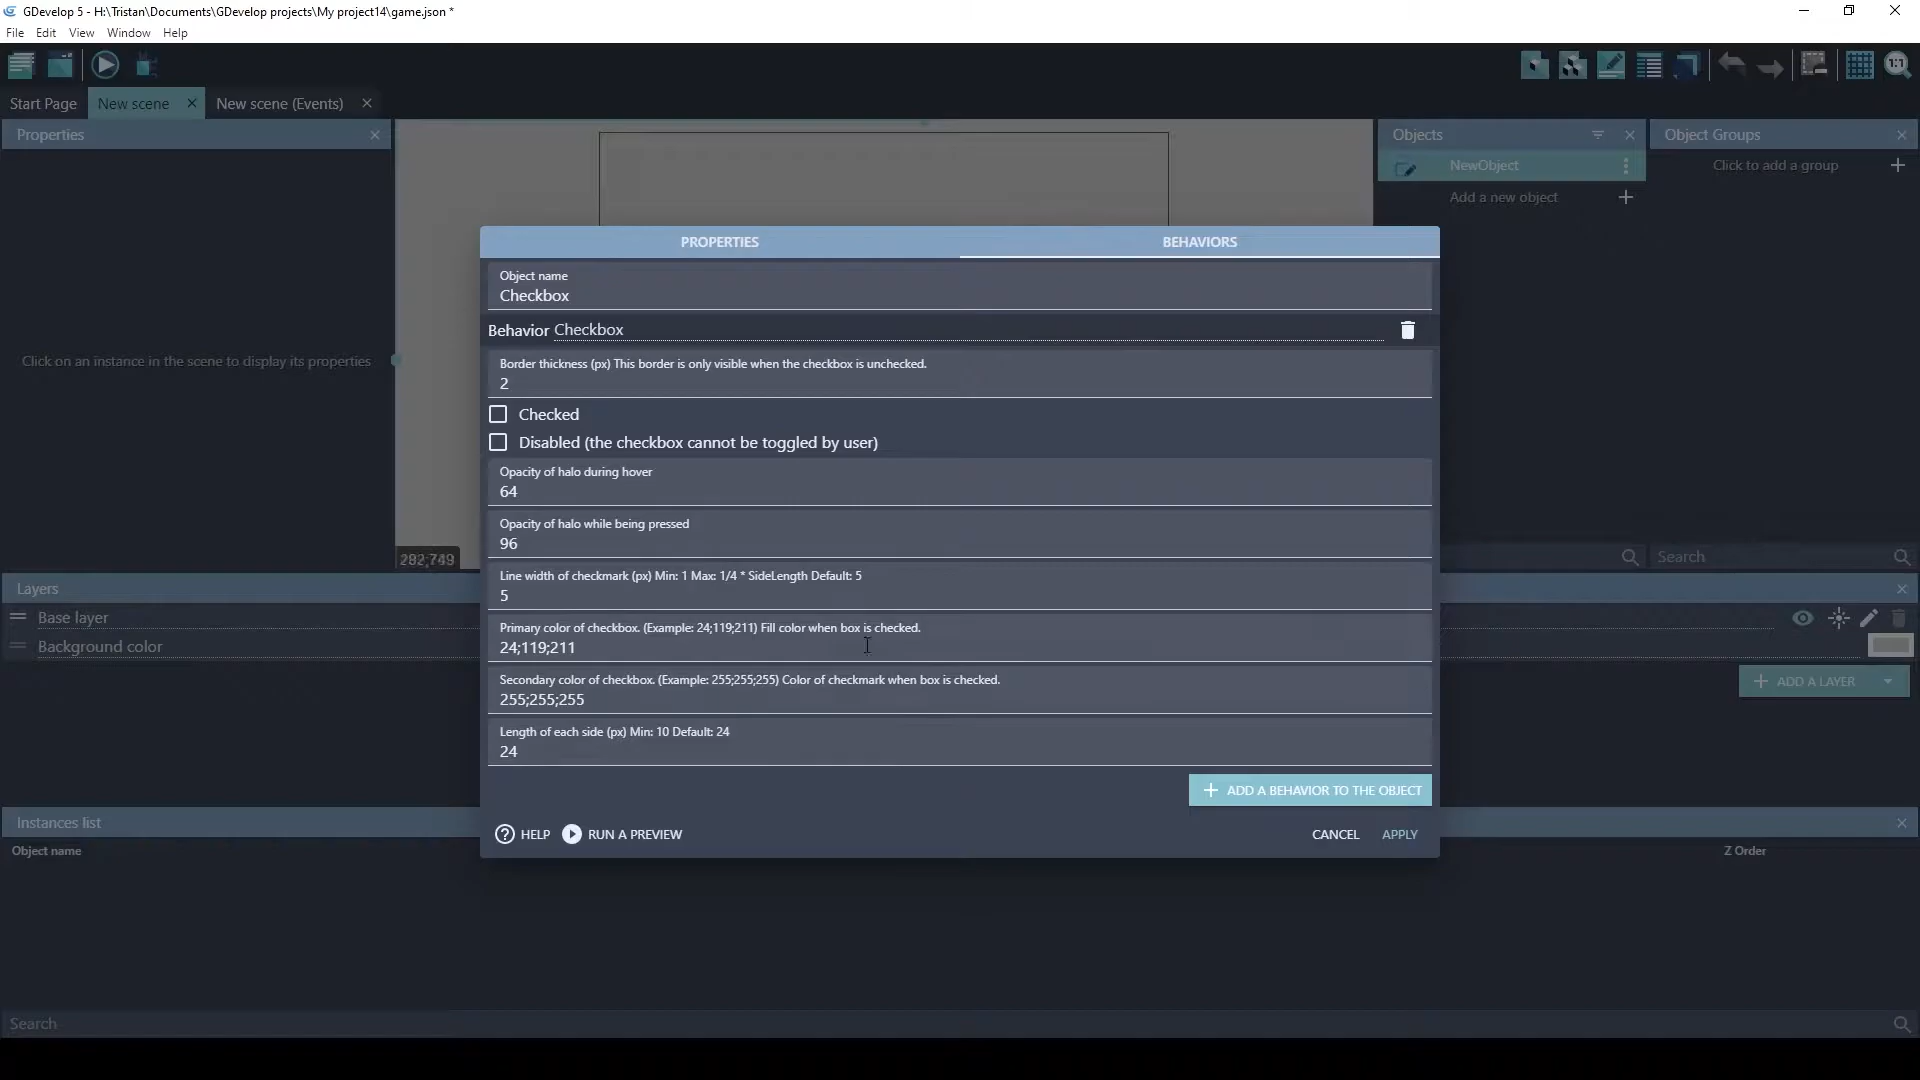 GDevelop 5 - H:\Tristan\Documents\GDevelop projects\My project14\game.json *
File Edit View Window Help
1:1
Start Page New scene New scene (Events)
Properties
Objects
Object Groups
NewObject
Click to add a group
Add a new object
PROPERTIES
BEHAVIORS
Object name
Checkbox
Behavior Checkbox
Click on an instance in the scene to display its properties
Border thickness (px) This border is only visible when the checkbox is unchecked.
2
Checked
Disabled (the checkbox cannot be toggled by user)
Opacity of halo during hover
64
Opacity of halo while being pressed
96
Search
Layers
Line width of checkmark (px) Min: 1 Max: 1/4 * SideLength Default: 5
5
Base layer
Primary color of checkbox. (Example: 24;119;211) Fill color when box is checked.
24;119;211
Background color
Secondary color of checkbox. (Example: 255;255;255) Color of checkmark when box is checked.
255;255;255
ADD A LAYER
Length of each side (px) Min: 10 Default: 24
24
ADD A BEHAVIOR TO THE OBJECT
Instances list
HELP
RUN A PREVIEW
CANCEL
APPLY
Object name
Z Order
Search